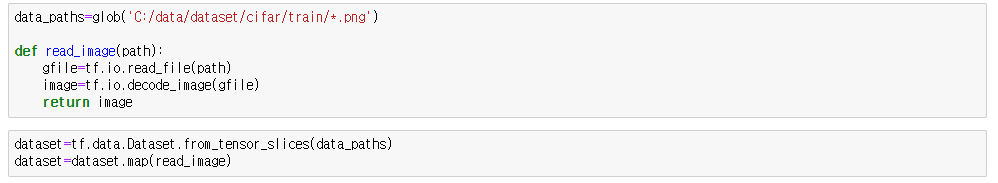 data_paths=glob('C:/data/dataset/cifar/train/*.png')
def read_image(path):
    gfile=tf.io.read_file(path)
    image=tf.io.decode_image(gfile)
    return image
dataset=tf.data.Dataset.from_tensor_slices(data_paths)
dataset=dataset.map(read_image)